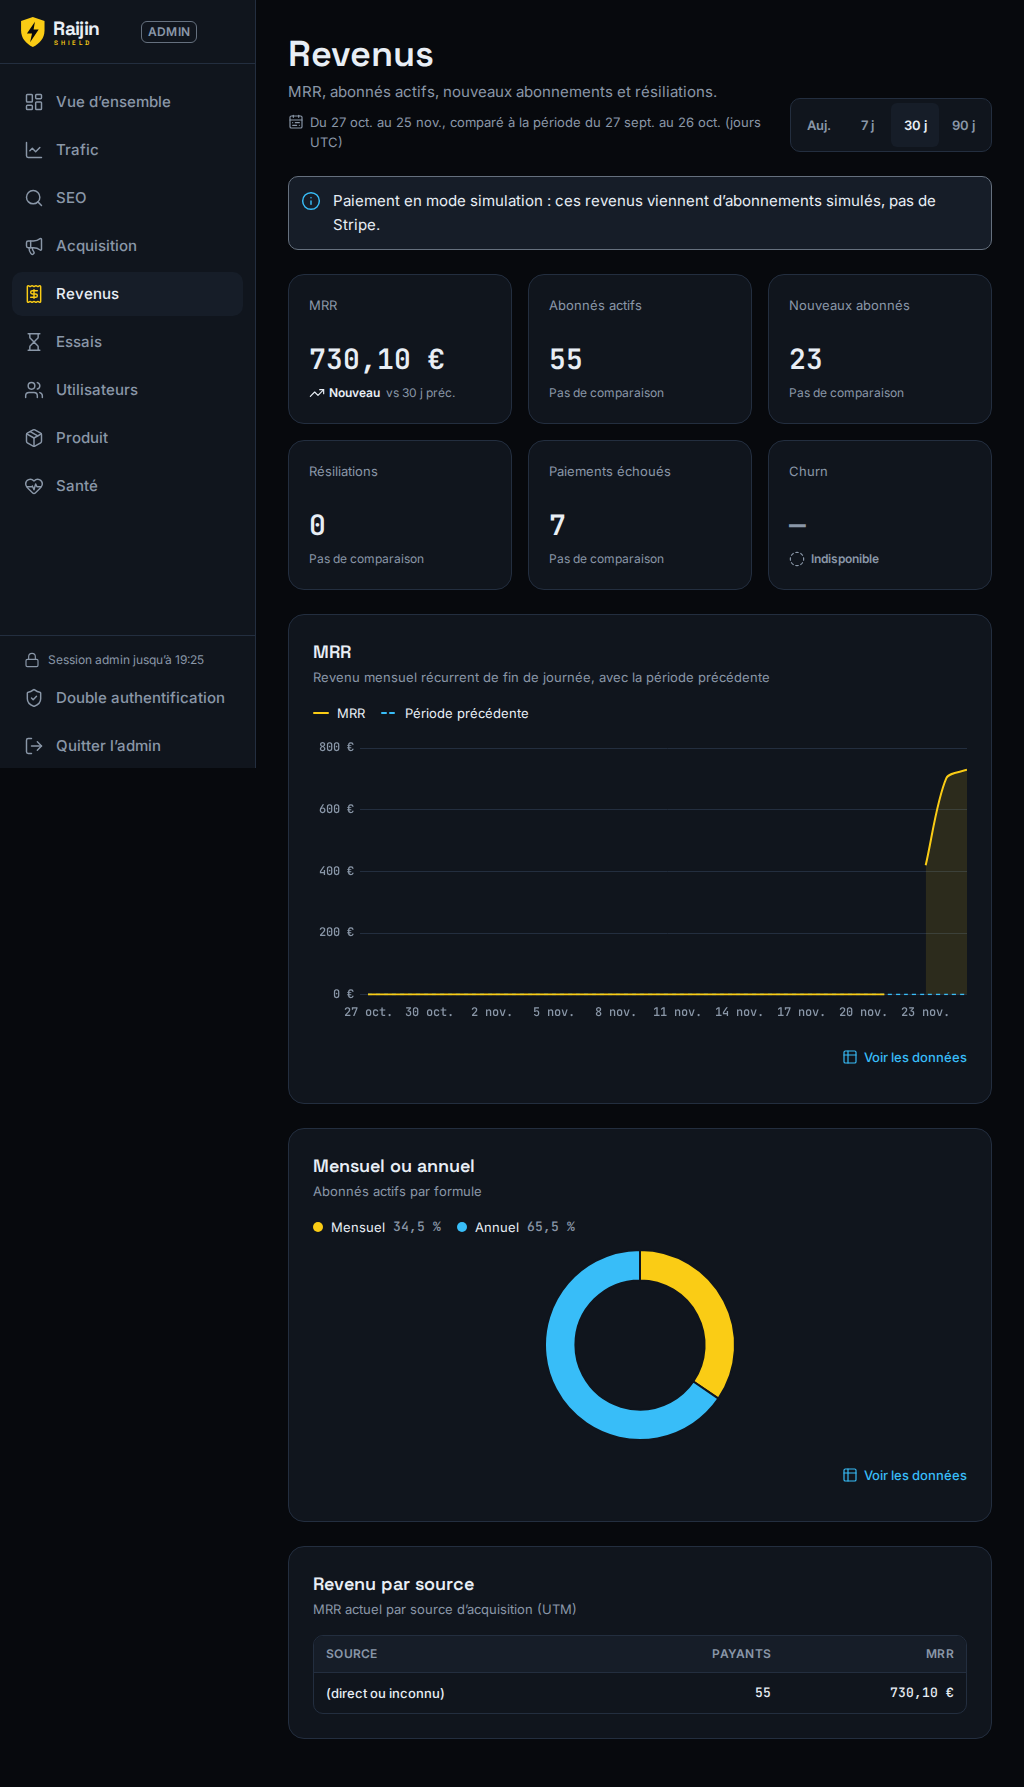 Raijin
SHIELD
ADMIN
Vue d’ensemble
Trafic
SEO
Acquisition
Revenus
Essais
Utilisateurs
Produit
Santé
Session admin jusqu’à 19:25
Double authentification
Quitter l’admin
Revenus
MRR, abonnés actifs, nouveaux abonnements et résiliations.
Du 27 oct. au 25 nov., comparé à la période du 27 sept. au 26 oct. (jours
UTC)
Auj. 7 j 30 j 90 j
Paiement en mode simulation : ces revenus viennent d’abonnements simulés, pas de
Stripe.
MRR
730,10 €
Nouveau vs 30 j préc.
Abonnés actifs
55
Pas de comparaison
Nouveaux abonnés
23
Pas de comparaison
Résiliations
0
Pas de comparaison
Paiements échoués
7
Pas de comparaison
Churn
—
Indisponible
MRR
Revenu mensuel récurrent de fin de journée, avec la période précédente
MRR Période précédente
800 €
600 €
400 €
200 €
0 €
27 oct. 30 oct. 2 nov. 5 nov. 8 nov. 11 nov. 14 nov. 17 nov. 20 nov. 23 nov.
Voir les données
Mensuel ou annuel
Abonnés actifs par formule
Mensuel 34,5 % Annuel 65,5 %
Voir les données
Revenu par source
MRR actuel par source d’acquisition (UTM)
SOURCE PAYANTS MRR
(direct ou inconnu) 55 730,10 €